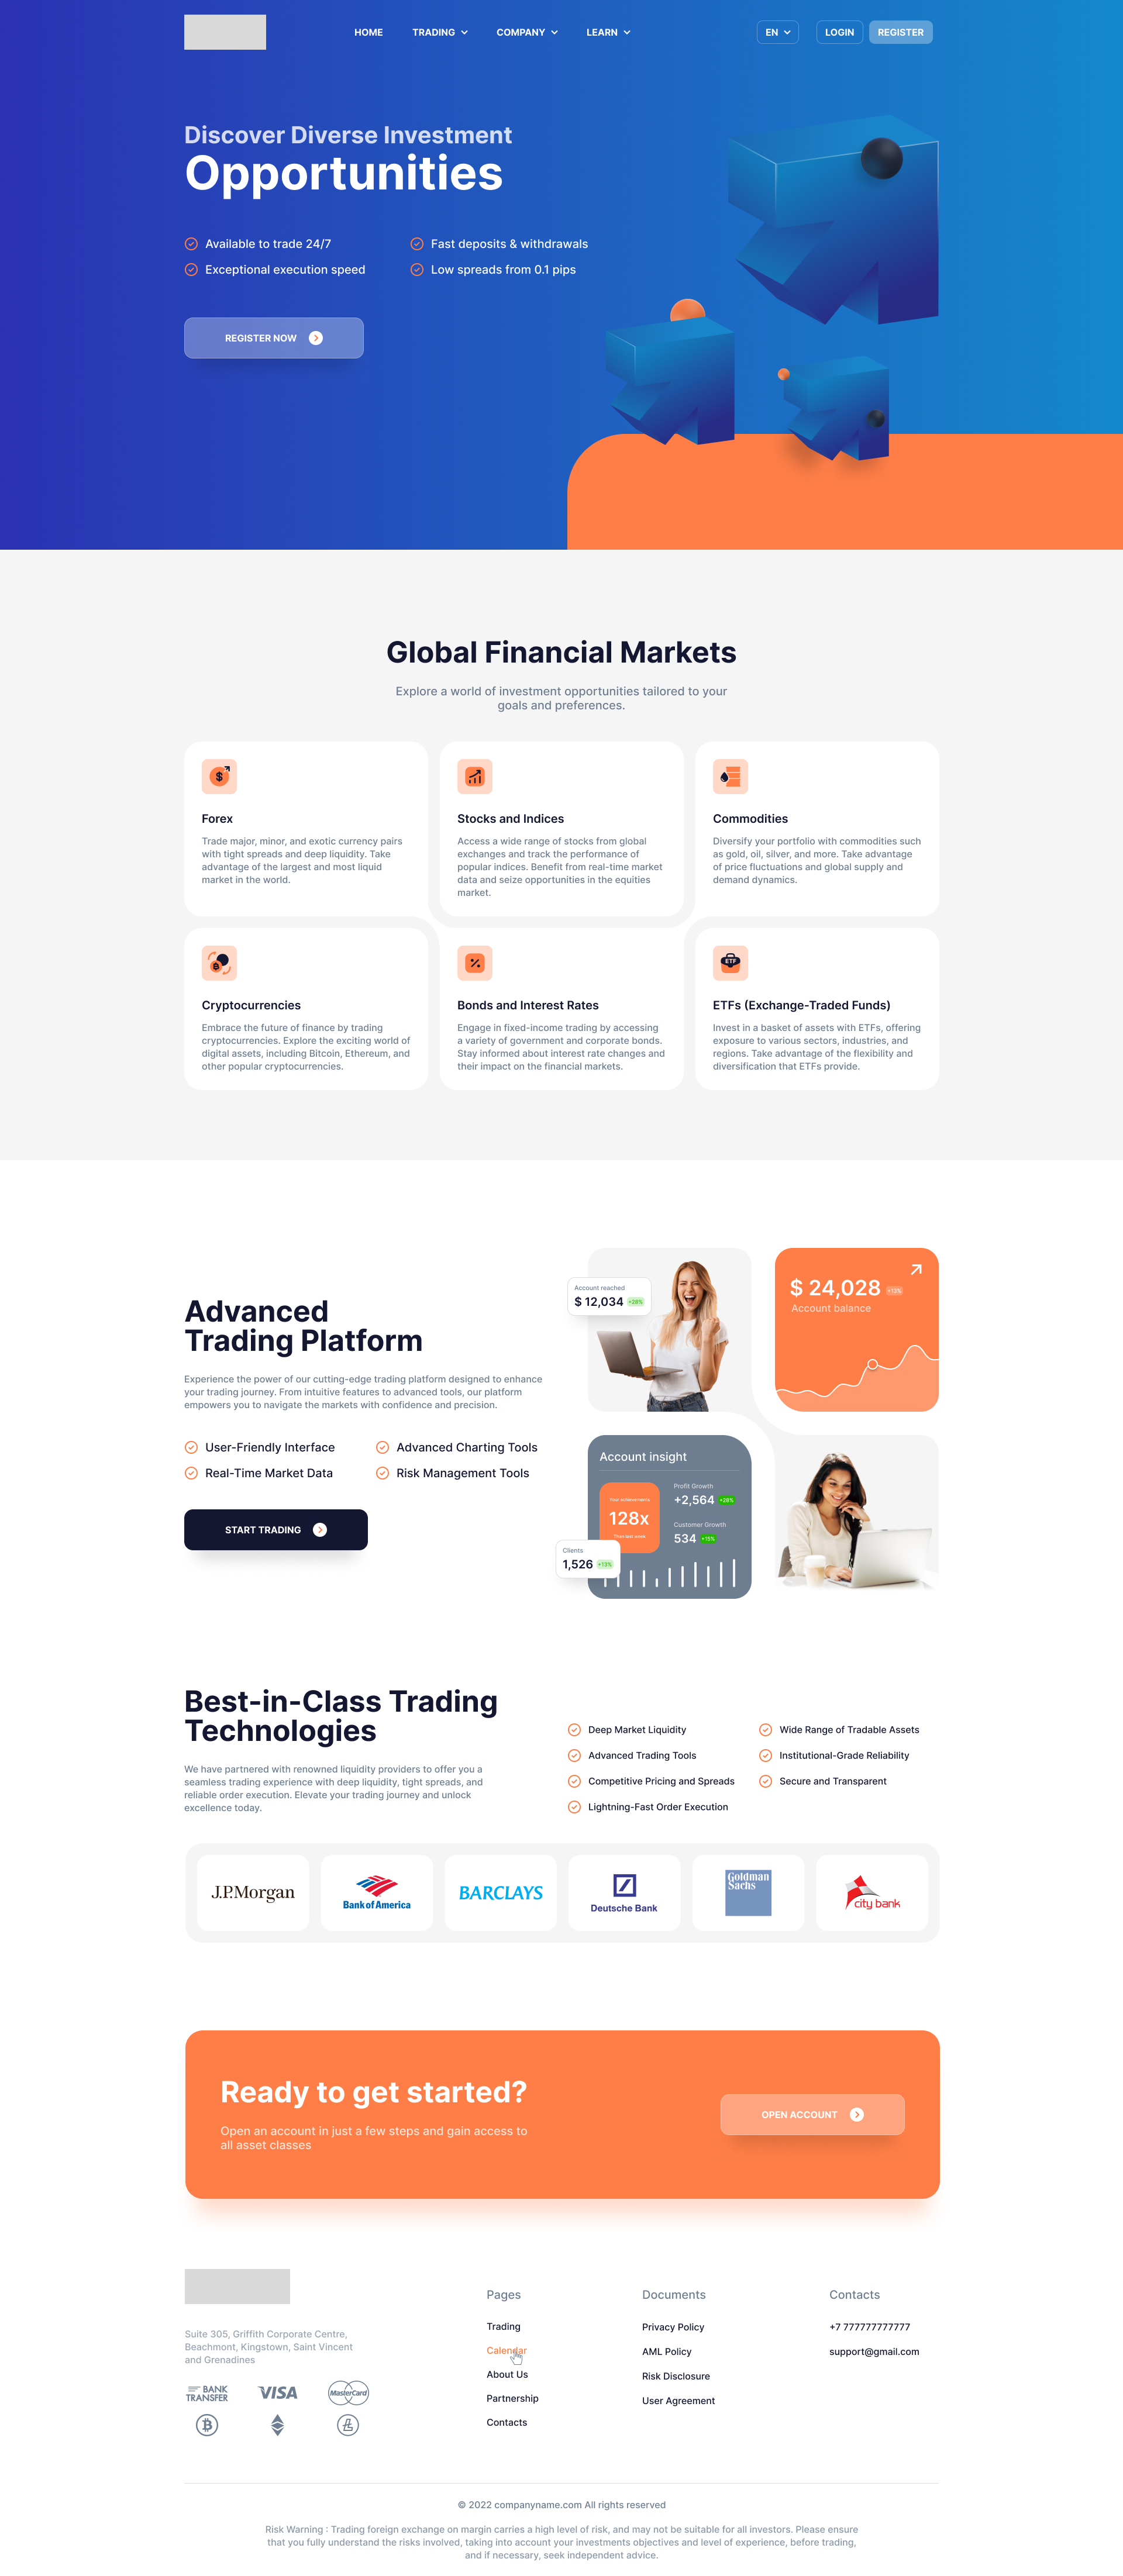 HOME
TRADING
COMPANY
LEARN
EN
LOGIN
REGISTER
Discover Diverse Investment
Opportunities
Available to trade 24/7
Fast deposits & withdrawals
Exceptional execution speed
Low spreads from 0.1 pips
REGISTER NOW
Global Financial Markets
Explore a world of investment opportunities tailored to your
goals and preferences.
Forex
Trade major, minor, and exotic currency pairs
with tight spreads and deep liquidity. Take
advantage of the largest and most liquid
market in the world.
Stocks and Indices
Access a wide range of stocks from global
exchanges and track the performance of
popular indices. Benefit from real-time market
data and seize opportunities in the equities
market.
Commodities
Diversify your portfolio with commodities such
as gold, oil, silver, and more. Take advantage
of price fluctuations and global supply and
demand dynamics.
Cryptocurrencies
Embrace the future of finance by trading
cryptocurrencies. Explore the exciting world of
digital assets, including Bitcoin, Ethereum, and
other popular cryptocurrencies.
Bonds and Interest Rates
Engage in fixed-income trading by accessing
a variety of government and corporate bonds.
Stay informed about interest rate changes and
their impact on the financial markets.
ETF
ETFs (Exchange-Traded Funds)
Invest in a basket of assets with ETFs, offering
exposure to various sectors, industries, and
regions. Take advantage of the flexibility and
diversification that ETFs provide.
Advanced
Trading Platform
Experience the power of our cutting-edge trading platform designed to enhance
your trading journey. From intuitive features to advanced tools, our platform
empowers you to navigate the markets with confidence and precision.
User-Friendly Interface
Advanced Charting Tools
Real-Time Market Data
Risk Management Tools
START TRADING
Account reached
$ 12,034 +28%
$ 24,028 +13%
Account balance
Account insight
Your achievements
128x
Than last week
Profit Growth
+2,564 +28%
Customer Growth
534 +15%
Clients
1,526 +13%
Best-in-Class Trading
Technologies
We have partnered with renowned liquidity providers to offer you a
seamless trading experience with deep liquidity, tight spreads, and
reliable order execution. Elevate your trading journey and unlock
excellence today.
Deep Market Liquidity
Wide Range of Tradable Assets
Advanced Trading Tools
Institutional-Grade Reliability
Competitive Pricing and Spreads
Secure and Transparent
Lightning-Fast Order Execution
J.P.Morgan
Bank of America
BARCLAYS
Deutsche Bank
Goldman
Sachs
city bank
Ready to get started?
Open an account in just a few steps and gain access to
all asset classes
OPEN ACCOUNT
Suite 305, Griffith Corporate Centre,
Beachmont, Kingstown, Saint Vincent
and Grenadines
BANK
TRANSFER
VISA
MasterCard
Pages
Trading
Calendar
About Us
Partnership
Contacts
Documents
Privacy Policy
AML Policy
Risk Disclosure
User Agreement
Contacts
+7 777777777777
support@gmail.com
© 2022 companyname.com All rights reserved
Risk Warning : Trading foreign exchange on margin carries a high level of risk, and may not be suitable for all investors. Please ensure
that you fully understand the risks involved, taking into account your investments objectives and level of experience, before trading,
and if necessary, seek independent advice.